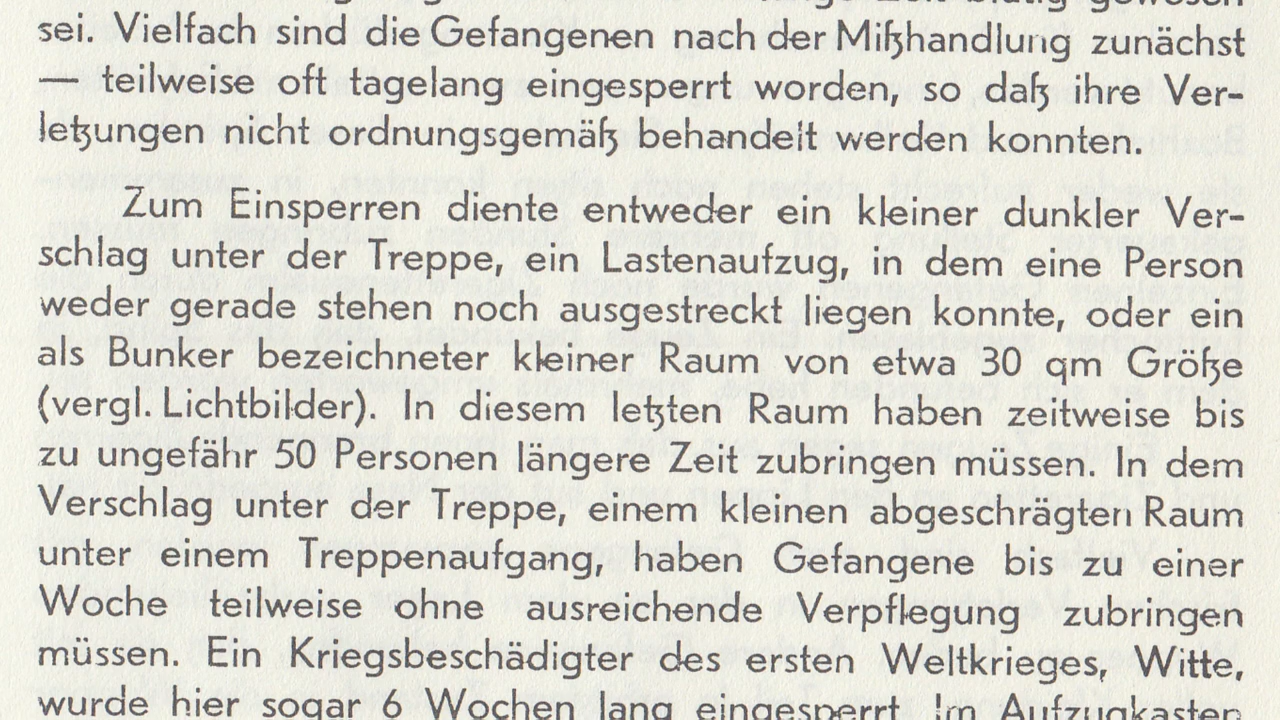 lange Zeit blutig gewesen
sei. Vielfach sind die Gefangenen nach der Mißhandlung zunächst
— teilweise oft tagelang eingesperrt worden, so daß ihre Ver-
letzungen nicht ordnungsgemäß behandelt werden konnten.
Zum Einsperren diente entweder ein kleiner dunkler Ver-
schlag unter der Treppe, ein Lastenaufzug, in dem eine Person
weder gerade stehen noch ausgestreckt liegen konnte, oder ein
als Bunker bezeichneter kleiner Raum von etwa 30 qm Größe
(vergl. Lichtbilder). In diesem letzten Raum haben zeitweise bis
zu ungefähr 50 Personen längere Zeit zubringen müssen. In dem
Verschlag unter der Treppe, einem kleinen abgeschrägten Raum
unter einem Treppenaufgang, haben Gefangene bis zu einer
Woche teilweise ohne ausreichende Verpflegung zubringen
müssen. Ein Kriegsbeschädigter des ersten Weltkrieges, Witte,
wurde hier sogar 6 Wochen lang eingesperrt. Im Aufzugkasten